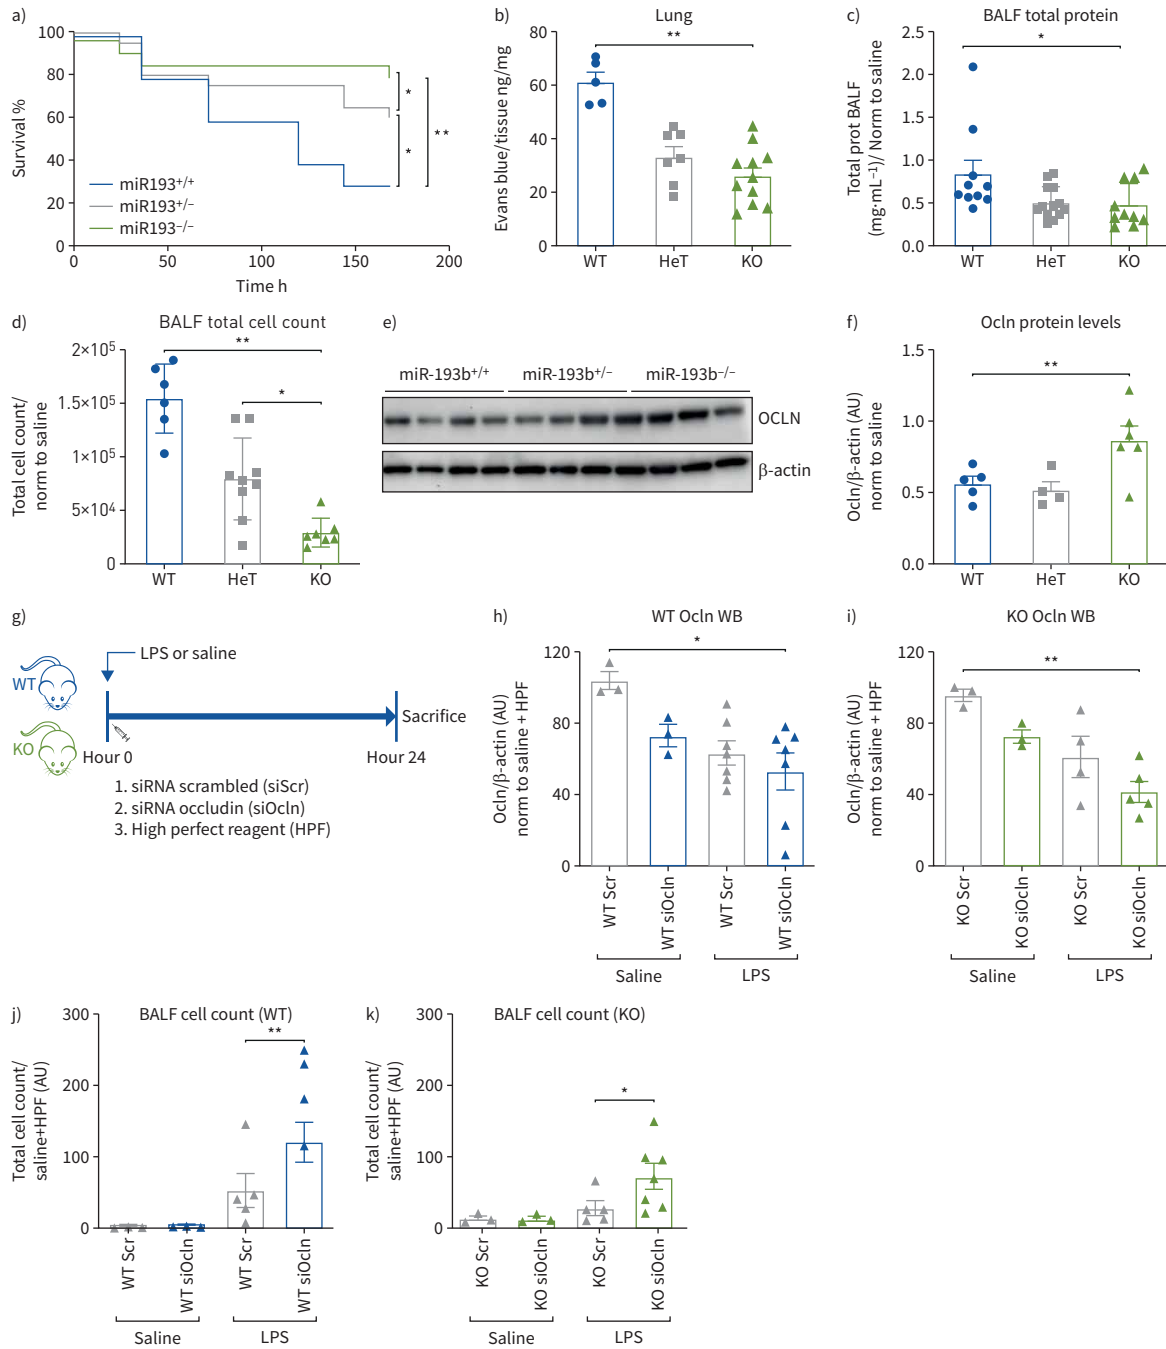 a)
Survival %
100
80
60
40
20
0
0
50
100
150
200
Time h
miR193+/+
miR193+/−
miR193−/−
*
*
**
b)
Lung
Evans blue/tissue ng/mg
80
60
40
20
0
**
WT
HeT
KO
c)
BALF total protein
Total prot BALF
(mg·mL−1)/ Norm to saline
2.5
2.0
1.5
1.0
0.5
0.0
*
WT
HeT
KO
d)
BALF total cell count
Total cell count/
norm to saline
2×10⁵
1.5×10⁵
1×10⁵
5×10⁴
0
**
*
WT
HeT
KO
e)
miR-193b+/+
miR-193b+/−
miR-193b−/−
OCLN
β-actin
f)
Ocln protein levels
Ocln/β-actin (AU)
norm to saline
1.5
1.0
0.5
0.0
**
WT
HeT
KO
g)
LPS or saline
WT
KO
Sacrifice
Hour 0
Hour 24
1. siRNA scrambled (siScr)
2. siRNA occludin (siOcln)
3. High perfect reagent (HPF)
h)
WT Ocln WB
Ocln/β-actin (AU)
norm to saline + HPF
120
80
40
0
*
WT Scr
WT siOcln
WT Scr
WT siOcln
Saline
LPS
i)
KO Ocln WB
Ocln/β-actin (AU)
norm to saline + HPF
120
80
40
0
**
KO Scr
KO siOcln
KO Scr
KO siOcln
Saline
LPS
j)
BALF cell count (WT)
Total cell count/
saline+HPF (AU)
300
200
100
0
**
WT Scr
WT siOcln
WT Scr
WT siOcln
Saline
LPS
k)
BALF cell count (KO)
Total cell count/
saline+HPF (AU)
300
200
100
0
*
KO Scr
KO siOcln
KO Scr
KO siOcln
Saline
LPS